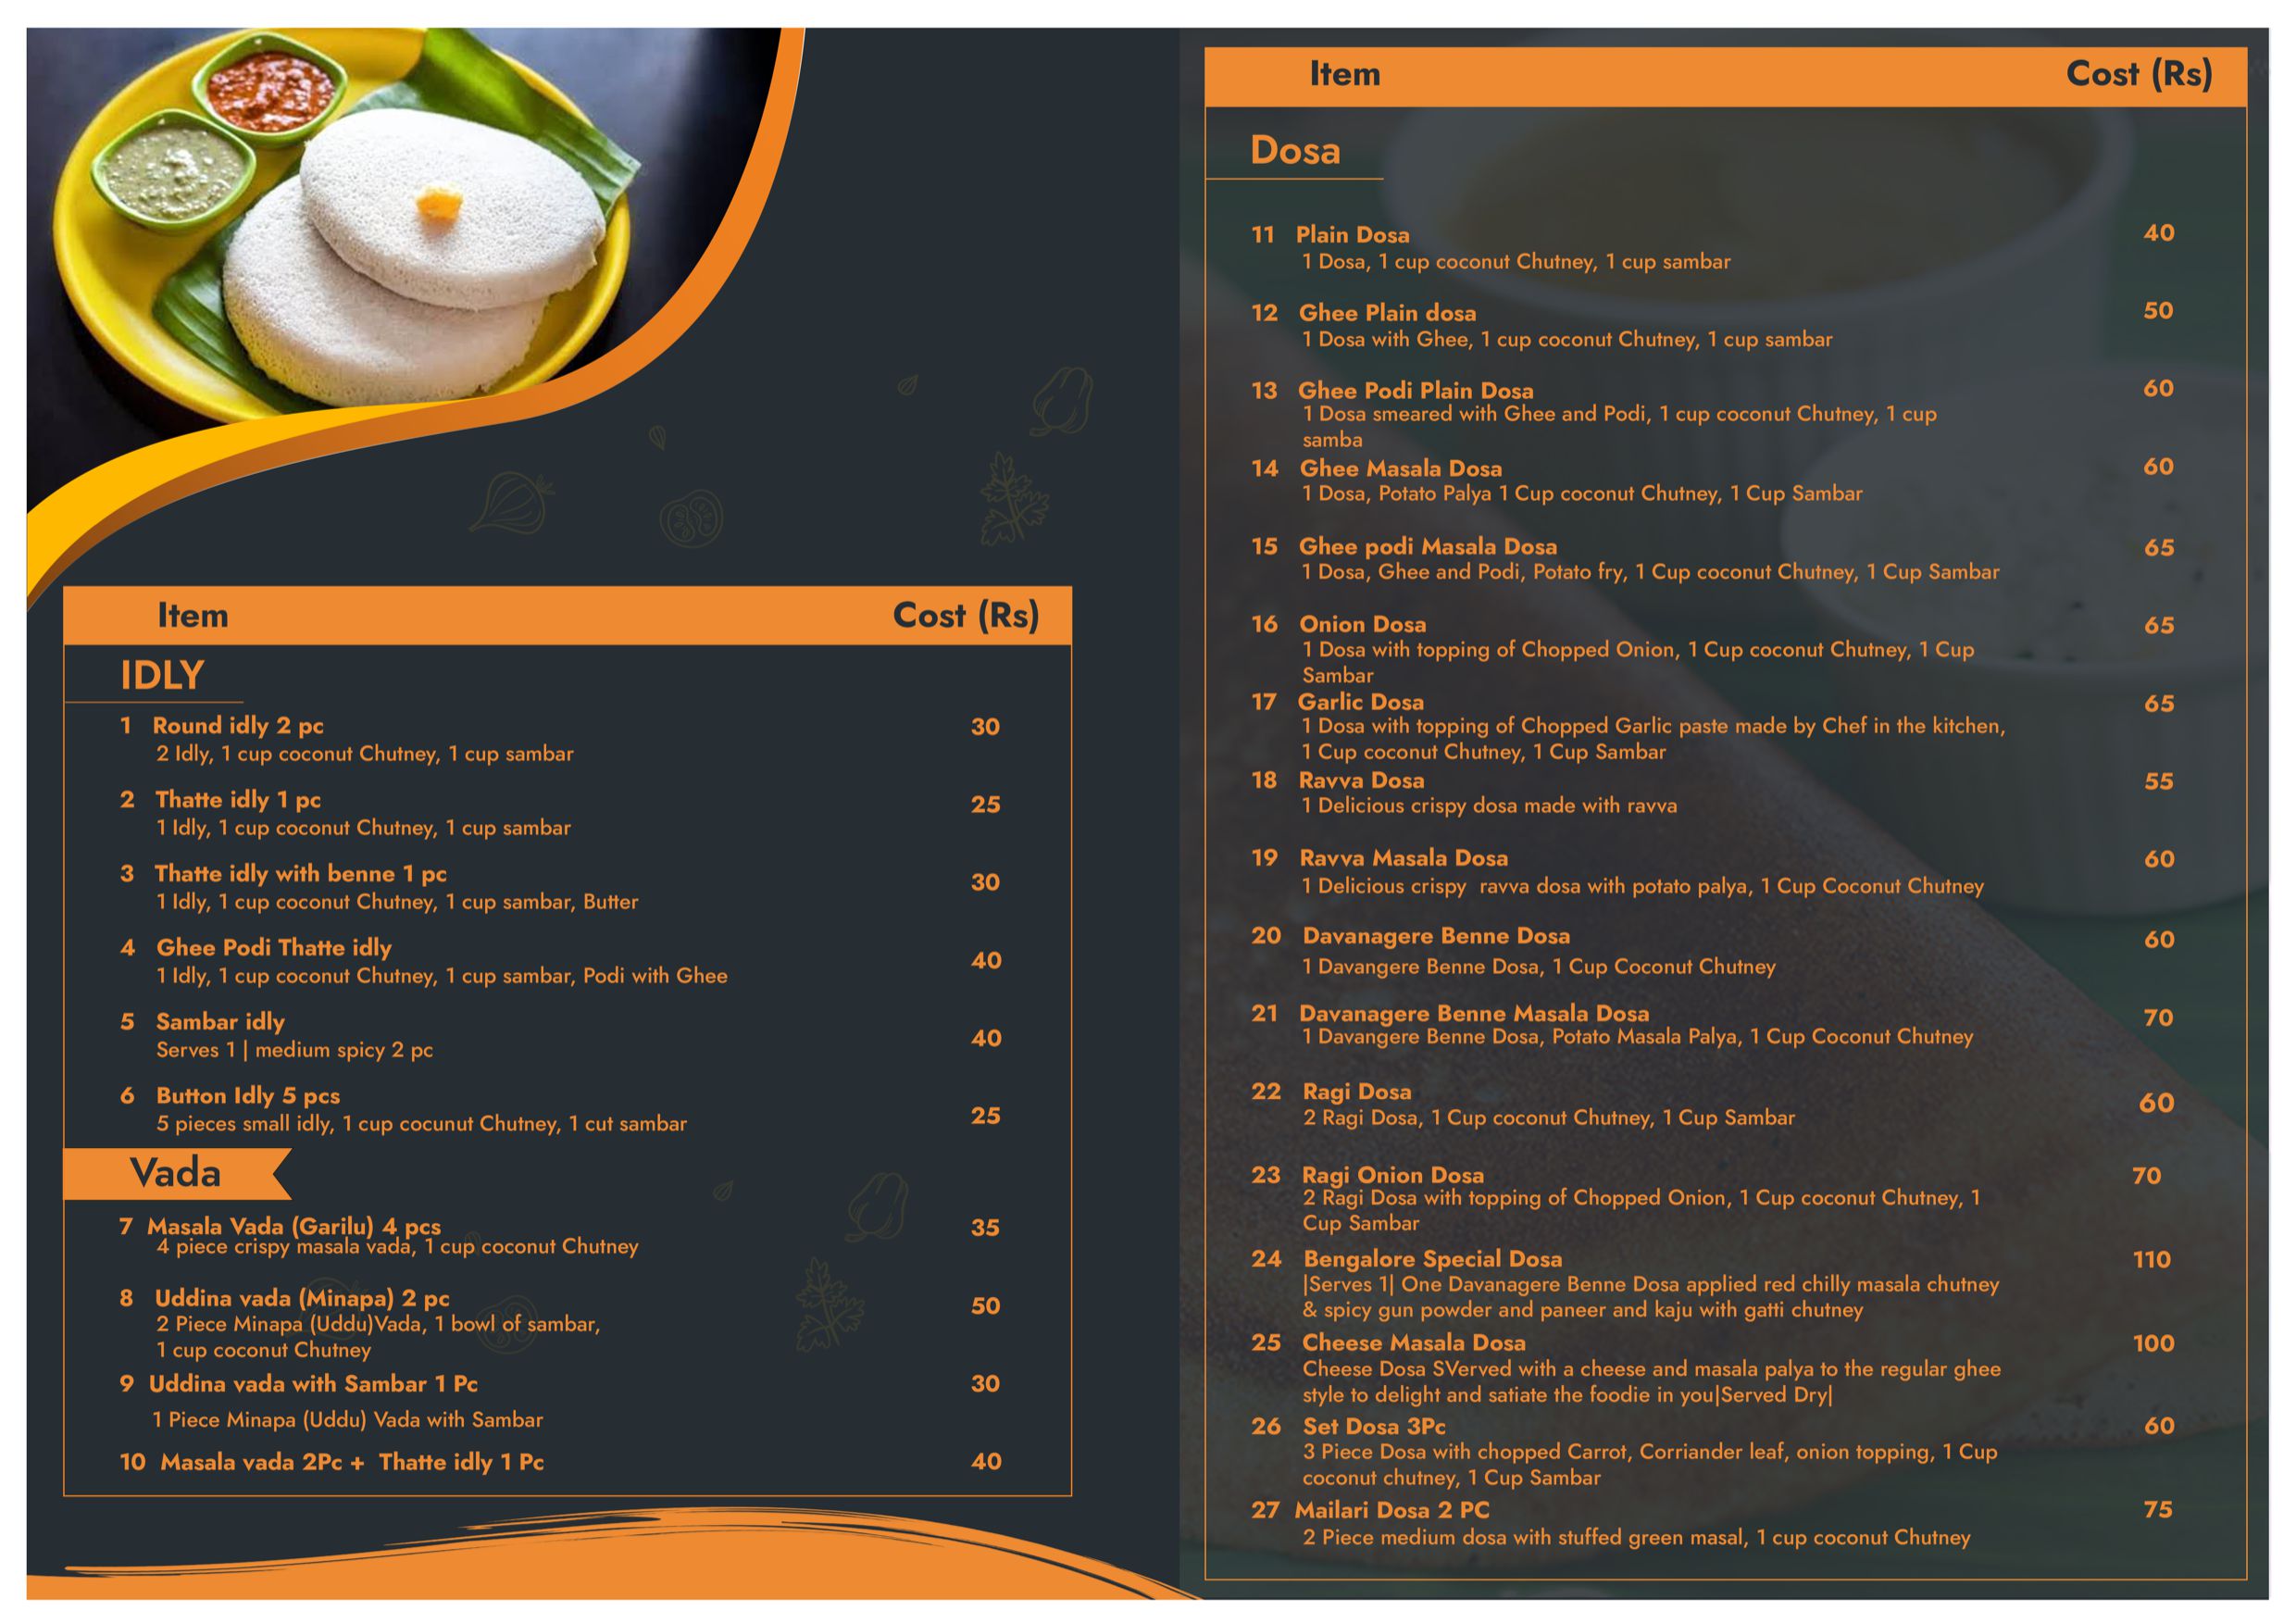 Item Cost (Rs)
IDLY
1 Round idly 2 pc 30
2 Idly, 1 cup coconut Chutney, 1 cup sambar
2 Thatte idly 1 pc 25
1 Idly, 1 cup coconut Chutney, 1 cup sambar
3 Thatte idly with benne 1 pc 30
1 Idly, 1 cup coconut Chutney, 1 cup sambar, Butter
4 Ghee Podi Thatte idly 40
1 Idly, 1 cup coconut Chutney, 1 cup sambar, Podi with Ghee
5 Sambar idly 40
Serves 1 | medium spicy 2 pc
6 Button Idly 5 pcs 25
5 pieces small idly, 1 cup cocunut Chutney, 1 cut sambar
Vada
7 Masala Vada (Garilu) 4 pcs 35
4 piece crispy masala vada, 1 cup coconut Chutney
8 Uddina vada (Minapa) 2 pc 50
2 Piece Minapa (Uddu)Vada, 1 bowl of sambar,
1 cup coconut Chutney
9 Uddina vada with Sambar 1 Pc 30
1 Piece Minapa (Uddu) Vada with Sambar
10 Masala vada 2Pc + Thatte idly 1 Pc 40
Item Cost (Rs)
Dosa
11 Plain Dosa 40
1 Dosa, 1 cup coconut Chutney, 1 cup sambar
12 Ghee Plain dosa 50
1 Dosa with Ghee, 1 cup coconut Chutney, 1 cup sambar
13 Ghee Podi Plain Dosa 60
1 Dosa smeared with Ghee and Podi, 1 cup coconut Chutney, 1 cup
samba
14 Ghee Masala Dosa 60
1 Dosa, Potato Palya 1 Cup coconut Chutney, 1 Cup Sambar
15 Ghee podi Masala Dosa 65
1 Dosa, Ghee and Podi, Potato fry, 1 Cup coconut Chutney, 1 Cup Sambar
16 Onion Dosa 65
1 Dosa with topping of Chopped Onion, 1 Cup coconut Chutney, 1 Cup
Sambar
17 Garlic Dosa 65
1 Dosa with topping of Chopped Garlic paste made by Chef in the kitchen,
1 Cup coconut Chutney, 1 Cup Sambar
18 Ravva Dosa 55
1 Delicious crispy dosa made with ravva
19 Ravva Masala Dosa 60
1 Delicious crispy ravva dosa with potato palya, 1 Cup Coconut Chutney
20 Davanagere Benne Dosa 60
1 Davangere Benne Dosa, 1 Cup Coconut Chutney
21 Davanagere Benne Masala Dosa 70
1 Davangere Benne Dosa, Potato Masala Palya, 1 Cup Coconut Chutney
22 Ragi Dosa 60
2 Ragi Dosa, 1 Cup coconut Chutney, 1 Cup Sambar
23 Ragi Onion Dosa 70
2 Ragi Dosa with topping of Chopped Onion, 1 Cup coconut Chutney, 1
Cup Sambar
24 Bengalore Special Dosa 110
|Serves 1| One Davanagere Benne Dosa applied red chilly masala chutney
& spicy gun powder and paneer and kaju with gatti chutney
25 Cheese Masala Dosa 100
Cheese Dosa SVerved with a cheese and masala palya to the regular ghee
style to delight and satiate the foodie in you|Served Dry|
26 Set Dosa 3Pc 60
3 Piece Dosa with chopped Carrot, Corriander leaf, onion topping, 1 Cup
coconut chutney, 1 Cup Sambar
27 Mailari Dosa 2 PC 75
2 Piece medium dosa with stuffed green masal, 1 cup coconut Chutney